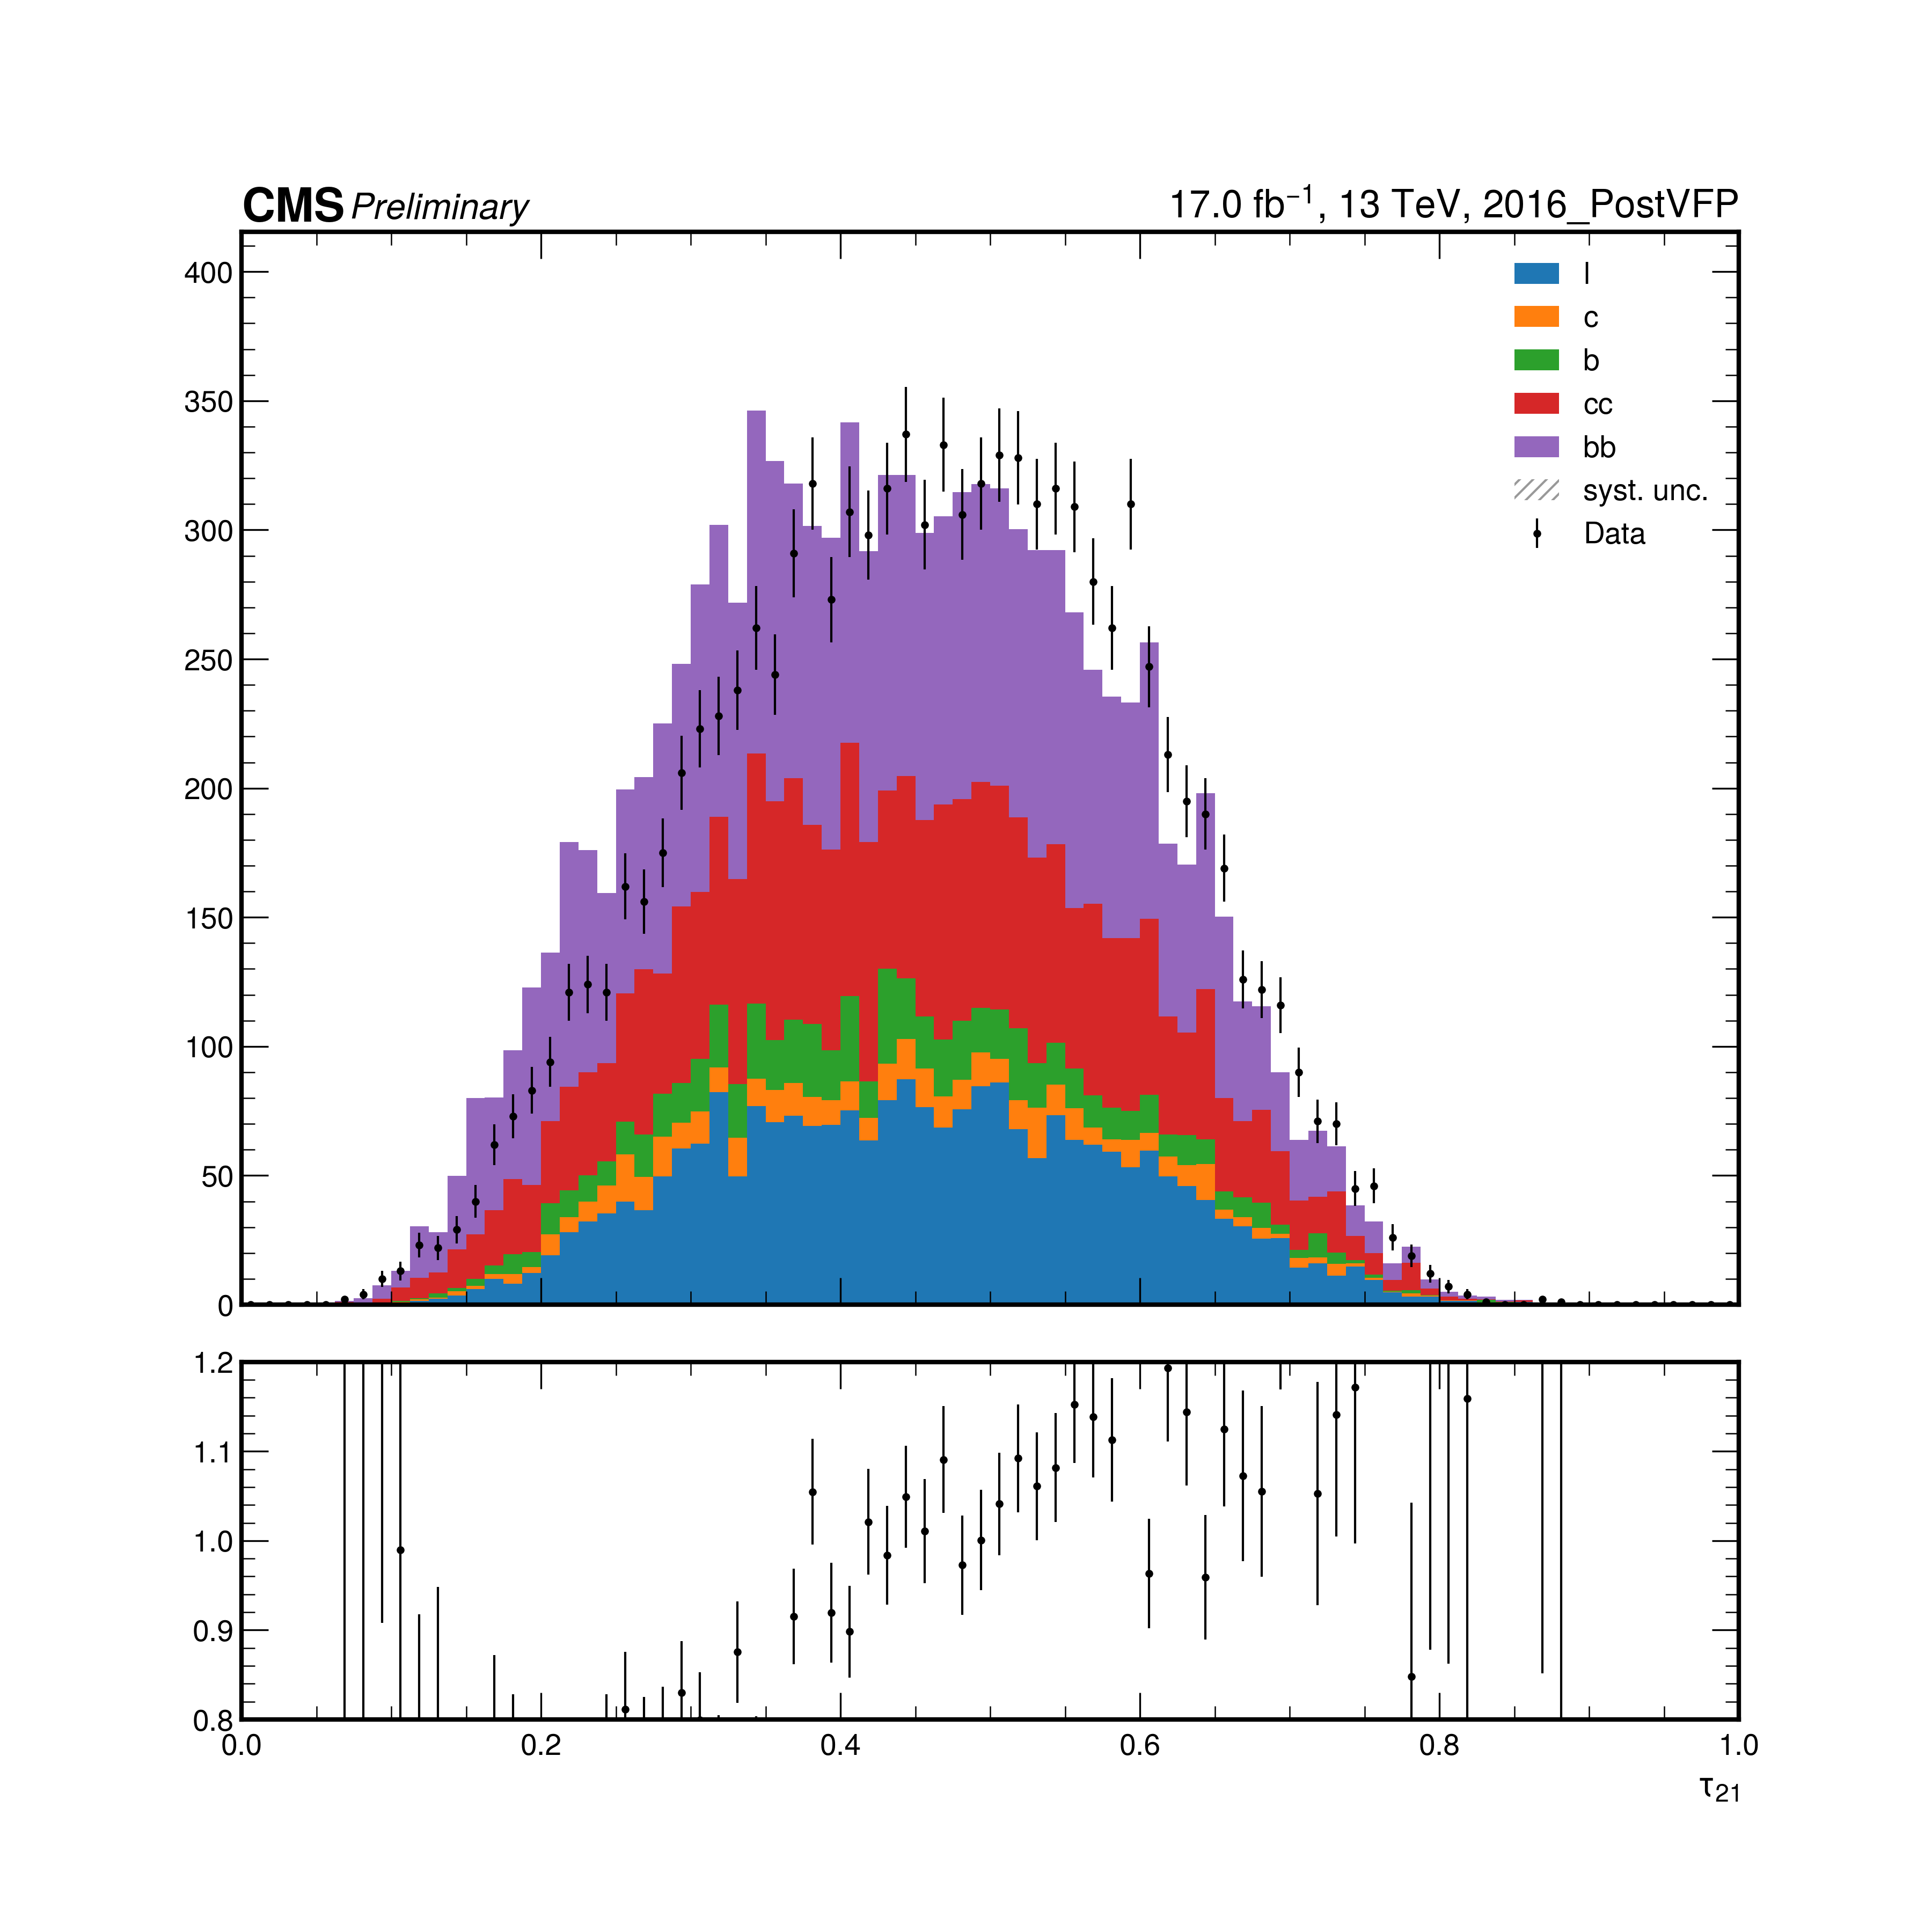 CMS Preliminary 17.0 fb⁻¹, 13 TeV, 2016_PostVFP
400
350
300
250
200
150
100
50
0
l
c
b
cc
bb
syst. unc.
Data
1.2
1.1
1.0
0.9
0.8
0.0 0.2 0.4 0.6 0.8 1.0
τ₂₁